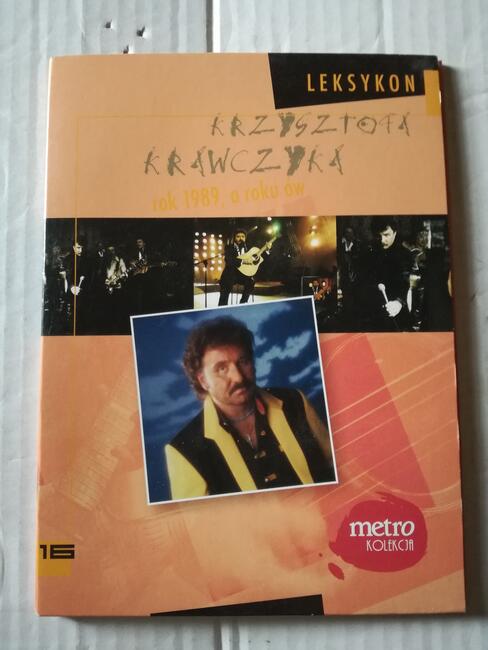 LEKSYKON
KRZYSZTOFA
KRAWCZYKA
rok 1989, o roku ów
metro
KOLEKCJA
16